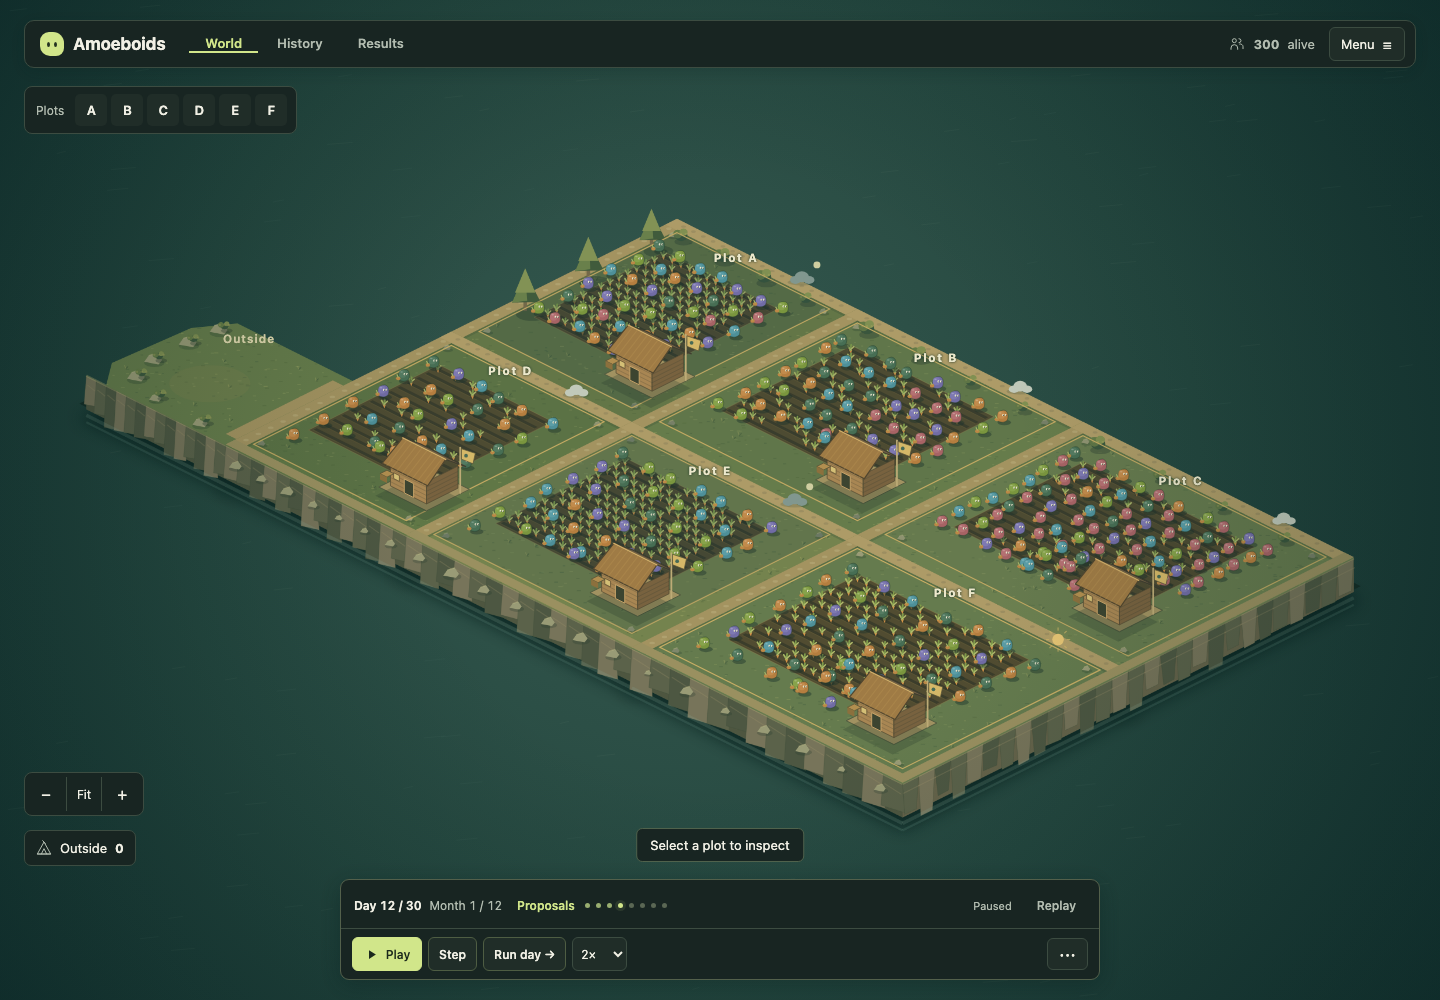 Amoeboids World History Results 300 alive Menu
Plots A B C D E F
Plot A
Outside
Plot B
Plot D
Plot E
Plot C
Plot F
− Fit +
Outside 0
Select a plot to inspect
Day 12 / 30 Month 1 / 12 Proposals Paused Replay
Play Step Run day → 2× ...